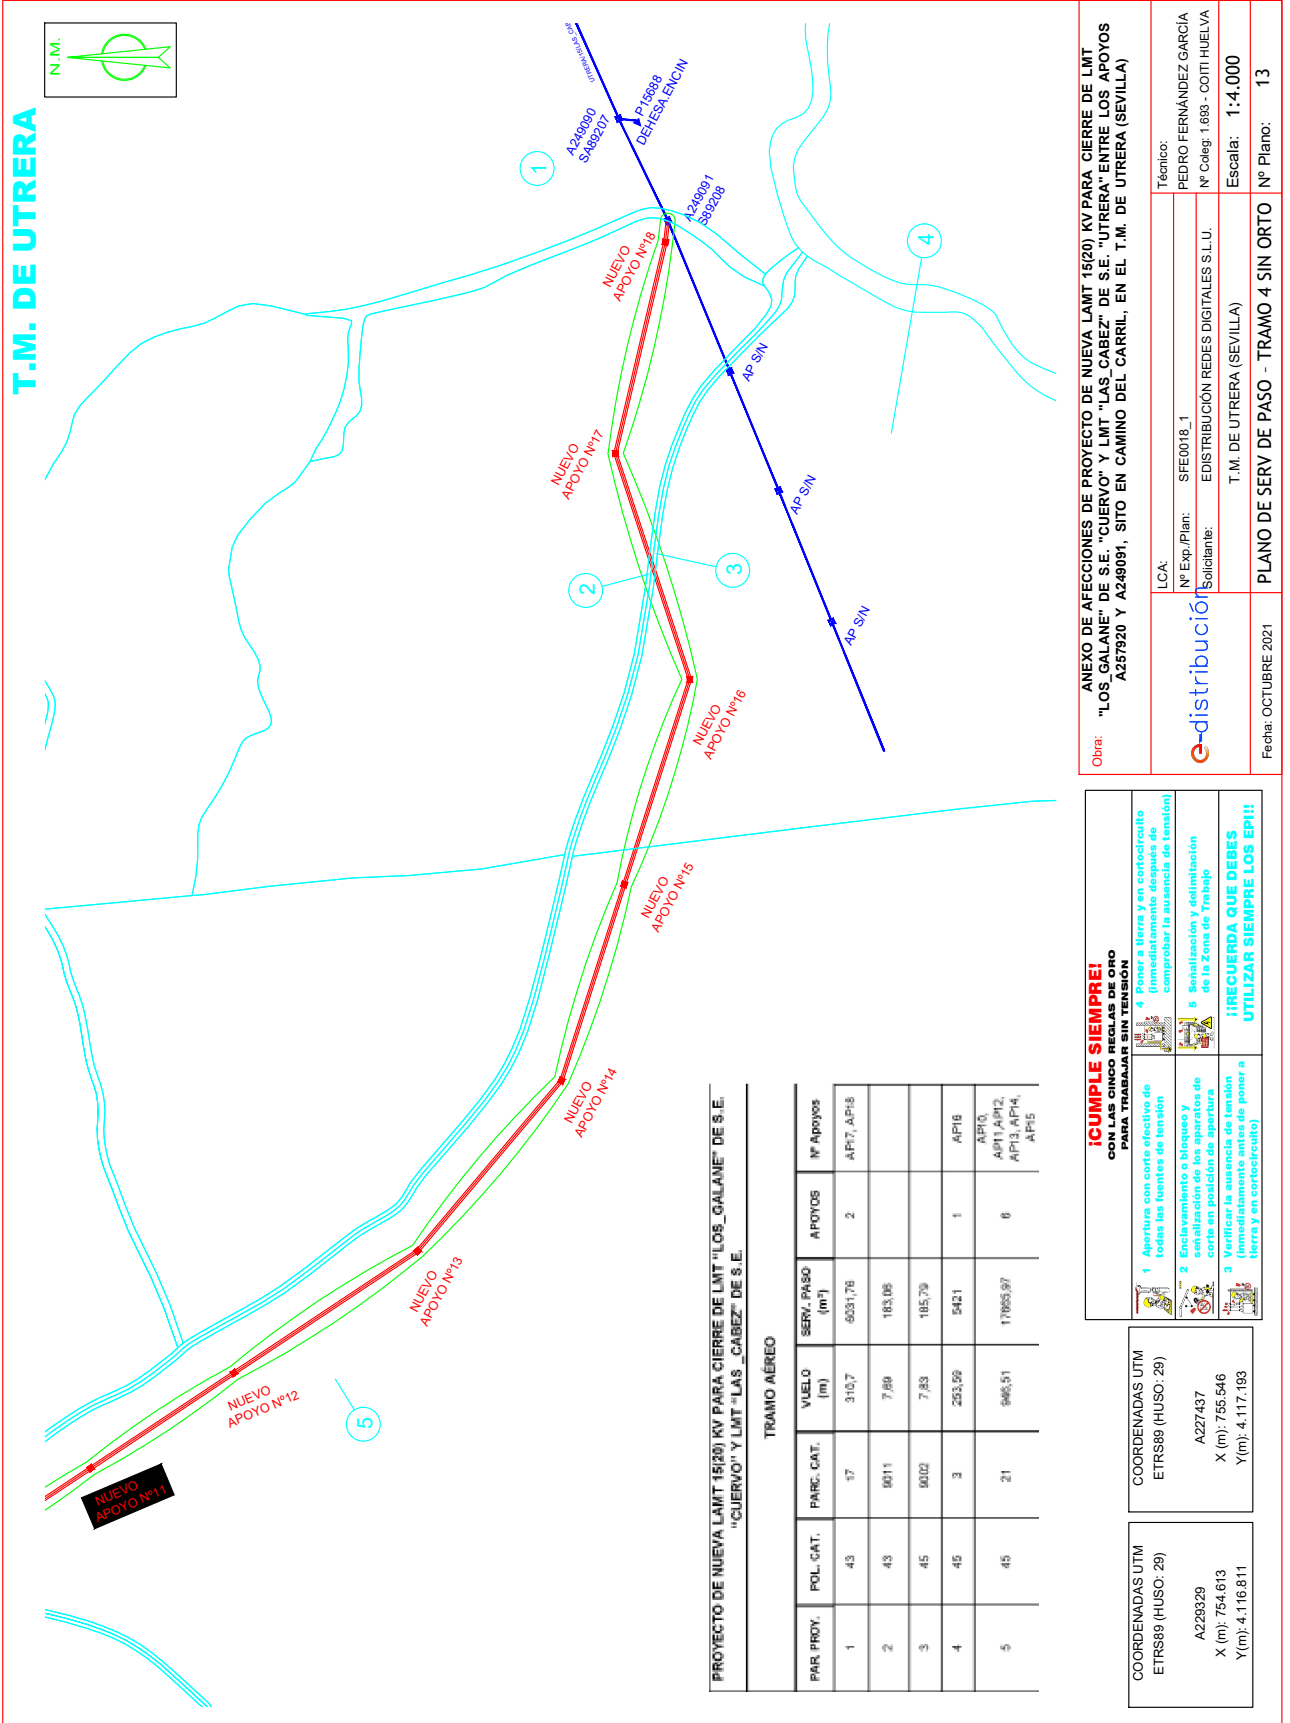 T.M. DE UTRERA
N.M.
UTRERA/15/LAS_CAB
A249090
SA89207
P15688
DEHESA.ENCIN
1
A249091
S89208
NUEVO
APOYO Nº18
4
AP S/N
NUEVO
APOYO Nº17
AP S/N
2
3
AP S/N
NUEVO
APOYO Nº16
NUEVO
APOYO Nº15
NUEVO
APOYO Nº14
NUEVO
APOYO Nº13
NUEVO
APOYO Nº12
5
NUEVO
APOYO Nº11
PROYECTO DE NUEVA LAMT 15(20) KV PARA CIERRE DE LMT "LOS_GALANE" DE S.E.
"CUERVO" Y LMT "LAS _CABEZ" DE S.E.
TRAMO AÉREO
PAR. PROY. POL. CAT. PARC. CAT. VUELO (m) SERV. PASO (m²) APOYOS Nº Apoyos
1 43 17 310,7 6031,76 2 AP17, AP18
2 43 9011 7,69 183,06
3 45 9002 7,83 185,79
4 45 3 253,59 5421 1 AP16
5 45 21 946,51 17665,97 6 AP10, AP11,AP12, AP13, AP14, AP15
COORDENADAS UTM
ETRS89 (HUSO: 29)
A229329
X (m): 754.613
Y(m): 4.116.811
COORDENADAS UTM
ETRS89 (HUSO: 29)
A227437
X (m): 755.546
Y(m): 4.117.193
¡CUMPLE SIEMPRE!
CON LAS CINCO REGLAS DE ORO
PARA TRABAJAR SIN TENSIÓN
1 Apertura con corte efectivo de
todas las fuentes de tensión
2 Enclavamiento o bloqueo y
señalización de los aparatos de
corte en posición de apertura
3 Verificar la ausencia de tensión
(inmediatamente antes de poner a
tierra y en cortocircuito)
4 Poner a tierra y en cortocircuito
(inmediatamente después de
comprobar la ausencia de tensión)
5 Señalización y delimitación
de la Zona de Trabajo
¡¡RECUERDA QUE DEBES
UTILIZAR SIEMPRE LOS EPI!!
Obra: ANEXO DE AFECCIONES DE PROYECTO DE NUEVA LAMT 15(20) KV PARA CIERRE DE LMT
"LOS_GALANE" DE S.E. "CUERVO" Y LMT "LAS_CABEZ" DE S.E. "UTRERA" ENTRE LOS APOYOS
A257920 Y A249091, SITO EN CAMINO DEL CARRIL, EN EL T.M. DE UTRERA (SEVILLA)
e-distribución
LCA:
Nº Exp./Plan: SFE0018_1
Solicitante: EDISTRIBUCIÓN REDES DIGITALES S.L.U.
T.M. DE UTRERA (SEVILLA)
Técnico:
PEDRO FERNÁNDEZ GARCÍA
Nº Coleg: 1.693 - COITI HUELVA
Escala: 1:4.000
Fecha: OCTUBRE 2021
PLANO DE SERV DE PASO - TRAMO 4 SIN ORTO
Nº Plano: 13